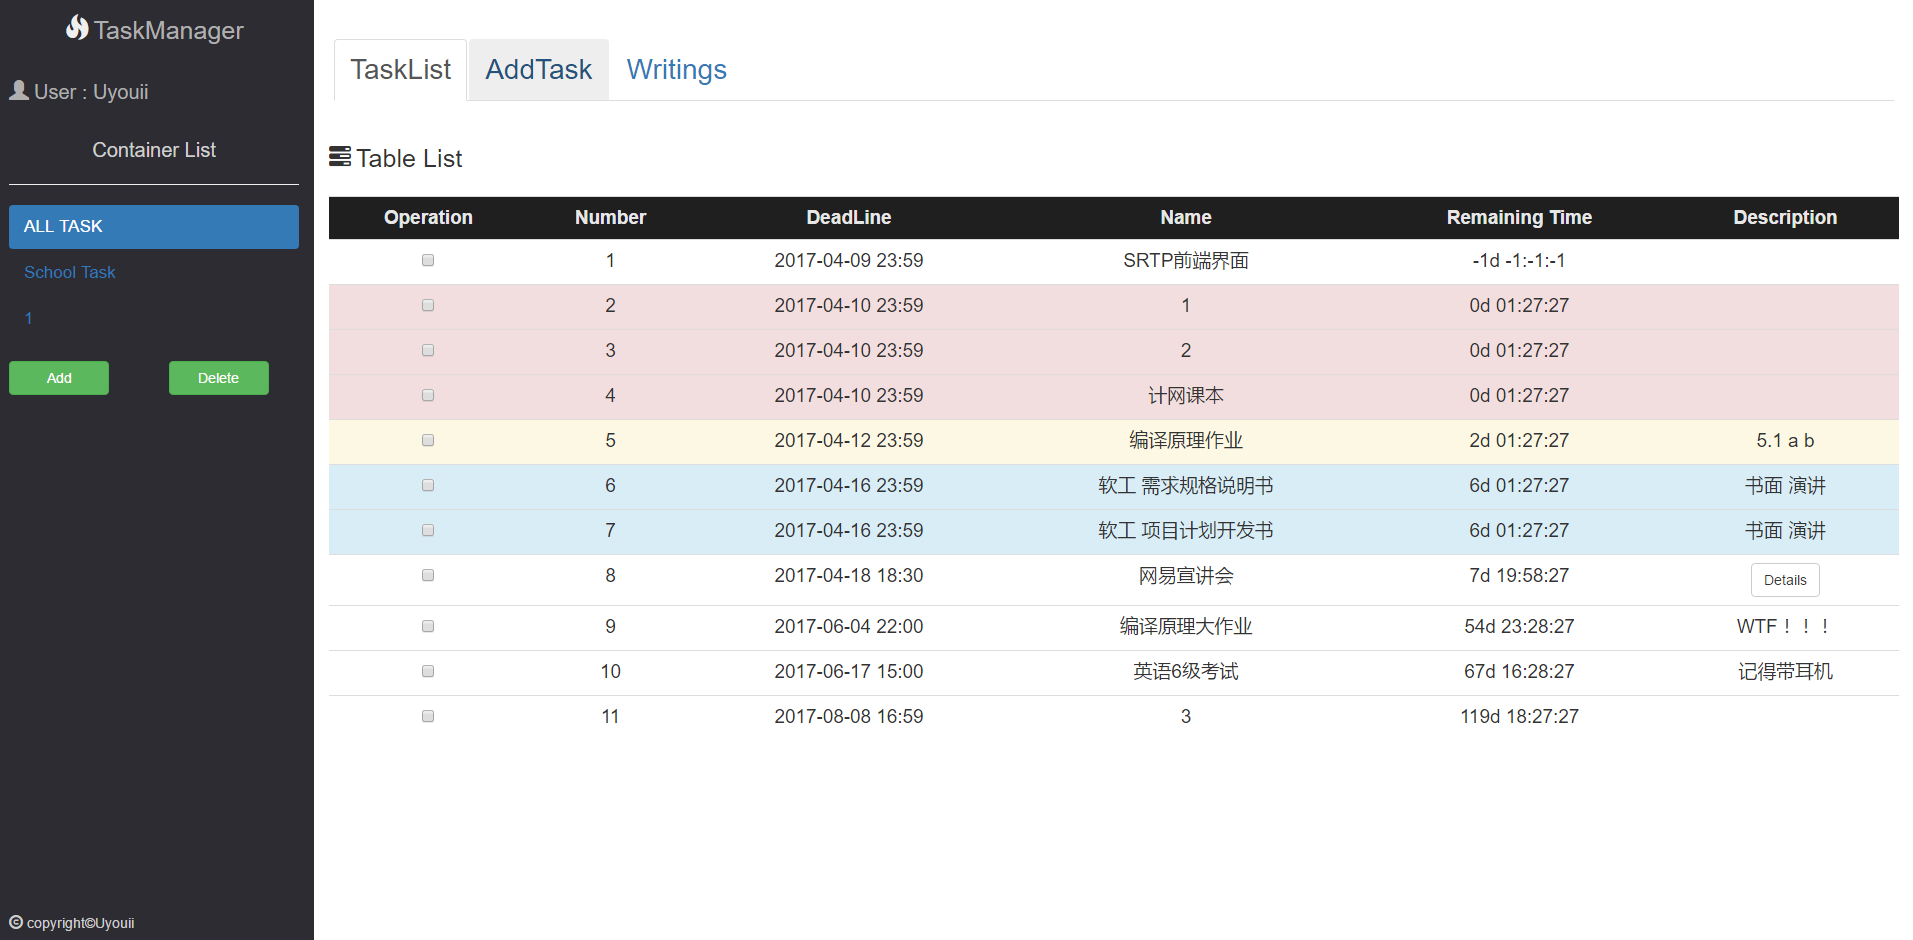 TaskManager
User : Uyouii
Container List
ALL TASK
School Task
1
Add Delete
copyright©Uyouii
TaskList AddTask Writings
Table List
Operation Number DeadLine Name Remaining Time Description
1 2017-04-09 23:59 SRTP前端界面 -1d -1:-1:-1
2 2017-04-10 23:59 1 0d 01:27:27
3 2017-04-10 23:59 2 0d 01:27:27
4 2017-04-10 23:59 计网课本 0d 01:27:27
5 2017-04-12 23:59 编译原理作业 2d 01:27:27 5.1 a b
6 2017-04-16 23:59 软工 需求规格说明书 6d 01:27:27 书面 演讲
7 2017-04-16 23:59 软工 项目计划开发书 6d 01:27:27 书面 演讲
8 2017-04-18 18:30 网易宣讲会 7d 19:58:27 Details
9 2017-06-04 22:00 编译原理大作业 54d 23:28:27 WTF！！！
10 2017-06-17 15:00 英语6级考试 67d 16:28:27 记得带耳机
11 2017-08-08 16:59 3 119d 18:27:27